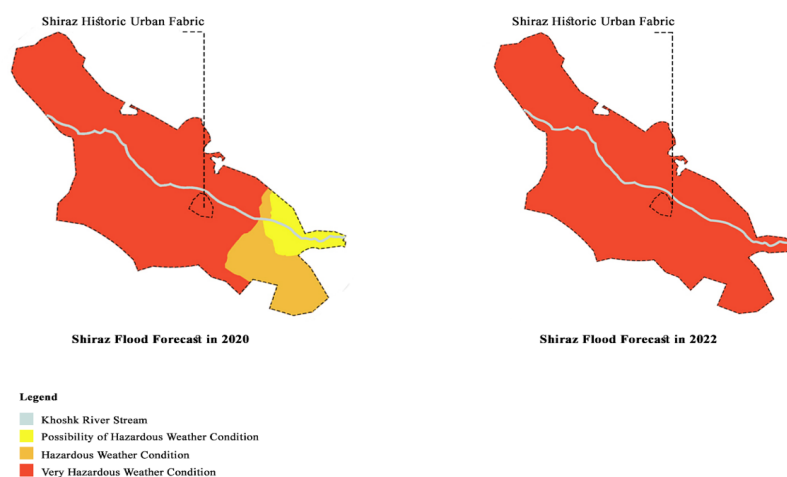 Shiraz Historic Urban Fabric
Shiraz Historic Urban Fabric
Shiraz Flood Forecast in 2020
Shiraz Flood Forecast in 2022
Legend
Khoshk River Stream
Possibility of Hazardous Weather Condition
Hazardous Weather Condition
Very Hazardous Weather Condition